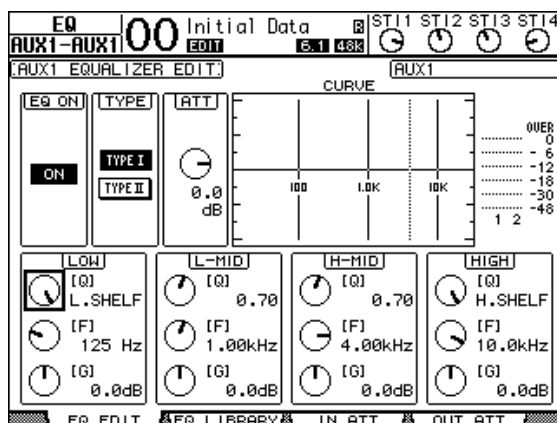 EQ
AUX1-AUX1
00 Initial Data R
EDIT 6.1 48k
STI1 STI2 STI3 STI4
AUX1 EQUALIZER EDIT
AUX1
CURVE
EQ ON
TYPE
ATT
ON
TYPE I
TYPE II
0.0
dB
100 1.0K 10K
OVER
0
- 6
-12
-18
-30
-48
1 2
LOW
[Q]
L.SHELF
[F]
125 Hz
[G]
0.0dB
L-MID
[Q]
0.70
[F]
1.00kHz
[G]
0.0dB
H-MID
[Q]
0.70
[F]
4.00kHz
[G]
0.0dB
HIGH
[Q]
H.SHELF
[F]
10.0kHz
[G]
0.0dB
EQ EDIT EQ LIBRARY IN ATT OUT ATT